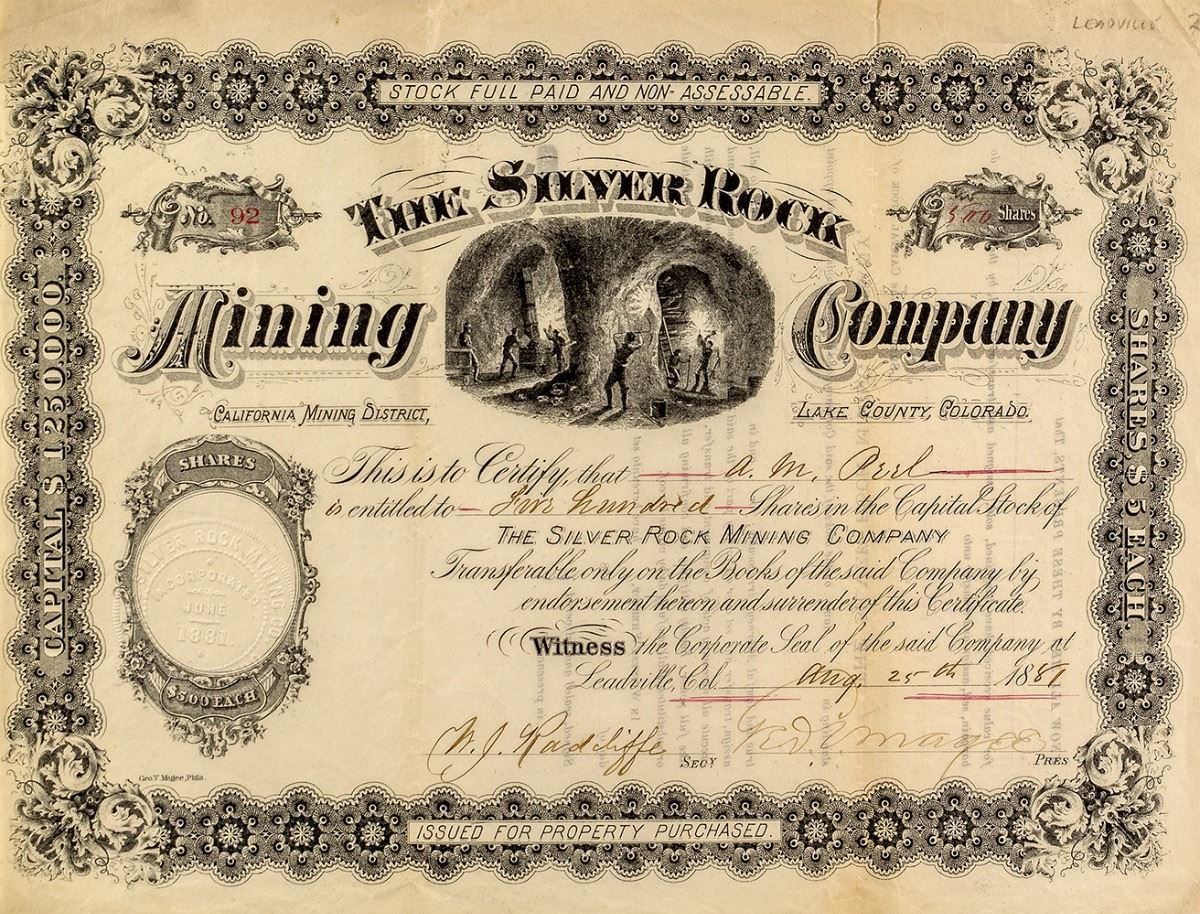 LEADVILLE 2
STOCK FULL PAID AND NON-ASSESSABLE.
No. 92
THE SILVER ROCK
500 Shares
Mining Company
CALIFORNIA MINING DISTRICT,
LAKE COUNTY, COLORADO.
CAPITAL $1250.000.
SHARES $5 EACH.
SHARES
SILVER ROCK MINING CO.
INCORPORATED
JUNE
1881.
$5.00 EACH
This is to Certify, that A. M. Perl
is entitled to Five hundred Shares in the Capital Stock of
THE SILVER ROCK MINING COMPANY
Transferable only on the Books of the said Company by
endorsement hereon and surrender of this Certificate.
Witness the Corporate Seal of the said Company at
Leadville, Col. Aug. 25th 1881
W. J. Radcliffe SECY Magee PRES
Geo. V. Magee, Phila.
ISSUED FOR PROPERTY PURCHASED.